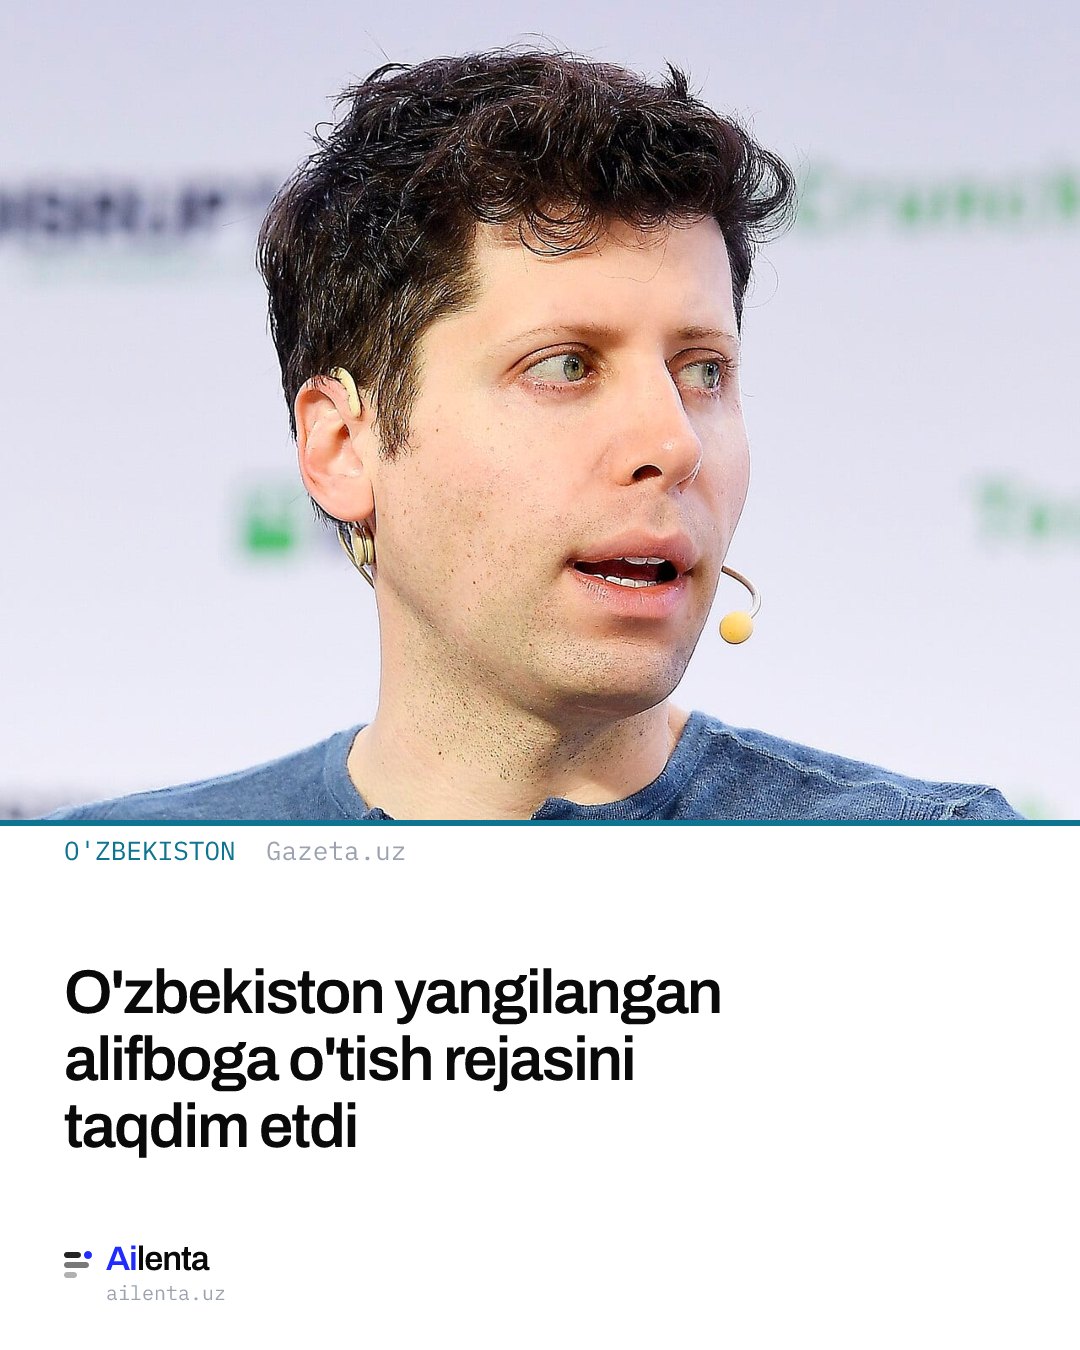 O'ZBEKISTON Gazeta.uz
O'zbekiston yangilangan
alifboga o'tish rejasini
taqdim etdi
Ailenta
ailenta.uz